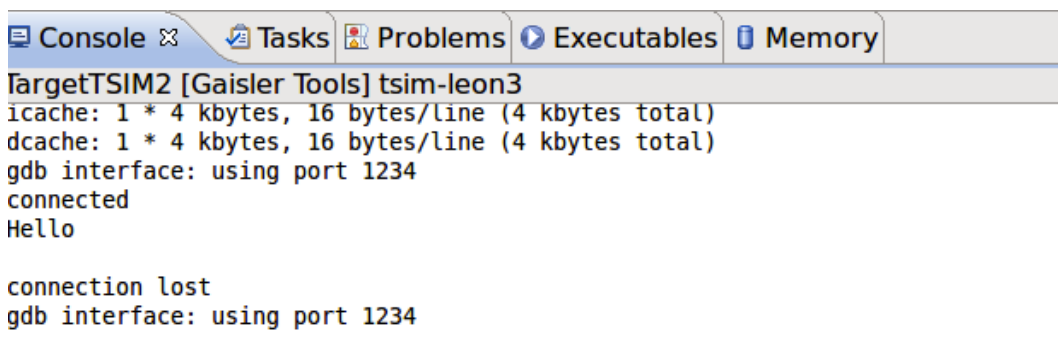 Console Tasks Problems Executables Memory
TargetTSIM2 [Gaisler Tools] tsim-leon3
icache: 1 * 4 kbytes, 16 bytes/line (4 kbytes total)
dcache: 1 * 4 kbytes, 16 bytes/line (4 kbytes total)
gdb interface: using port 1234
connected
Hello
connection lost
gdb interface: using port 1234